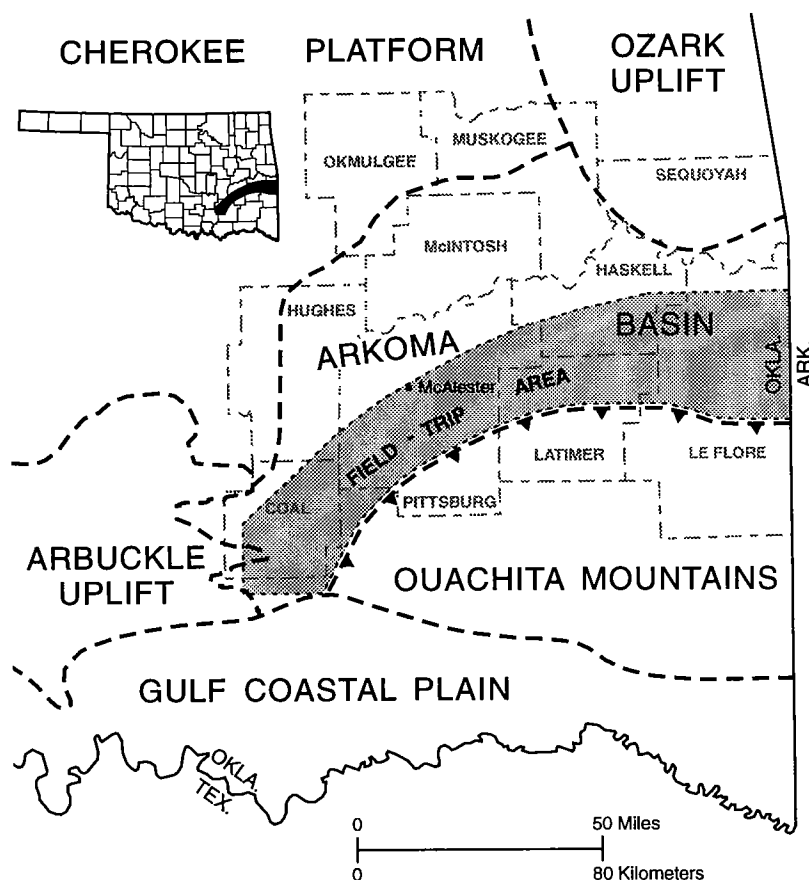 CHEROKEE PLATFORM
OZARK
UPLIFT
MUSKOGEE
OKMULGEE
SEQUOYAH
McINTOSH
HASKELL
HUGHES
BASIN
ARKOMA
OKLA.
ARK.
McAlester
AREA
FIELD - TRIP
LATIMER
LE FLORE
PITTSBURG
COAL
ARBUCKLE
UPLIFT
OUACHITA MOUNTAINS
GULF COASTAL PLAIN
OKLA.
TEX.
0 50 Miles
0 80 Kilometers